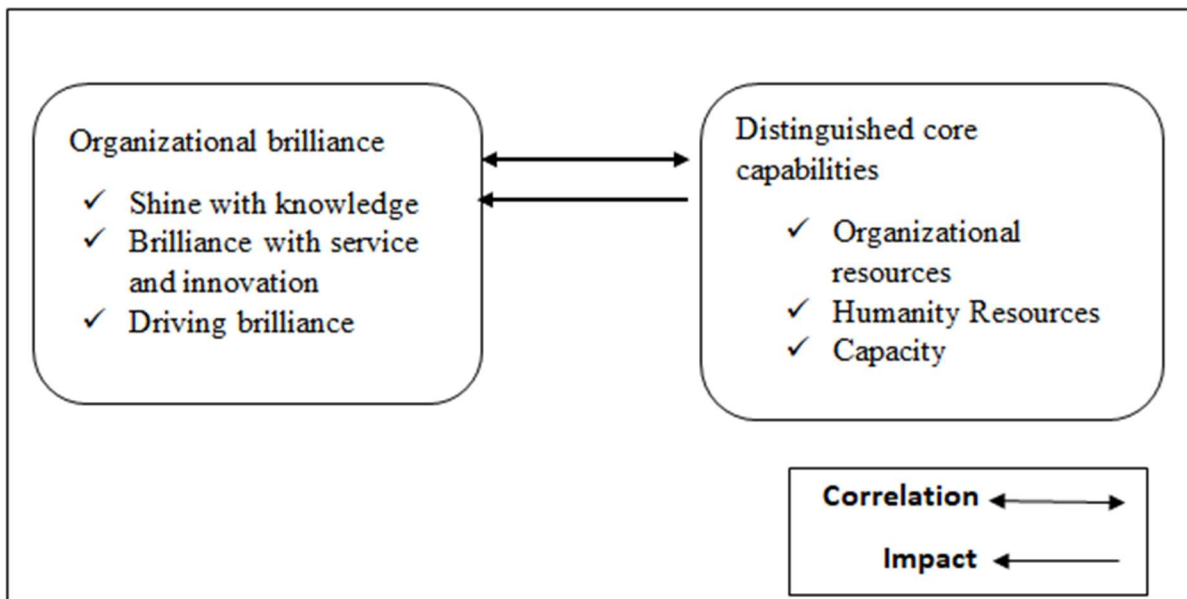 Organizational brilliance
✓ Shine with knowledge
✓ Brilliance with service
and innovation
✓ Driving brilliance
Distinguished core
capabilities
✓ Organizational
resources
✓ Humanity Resources
✓ Capacity
Correlation
Impact